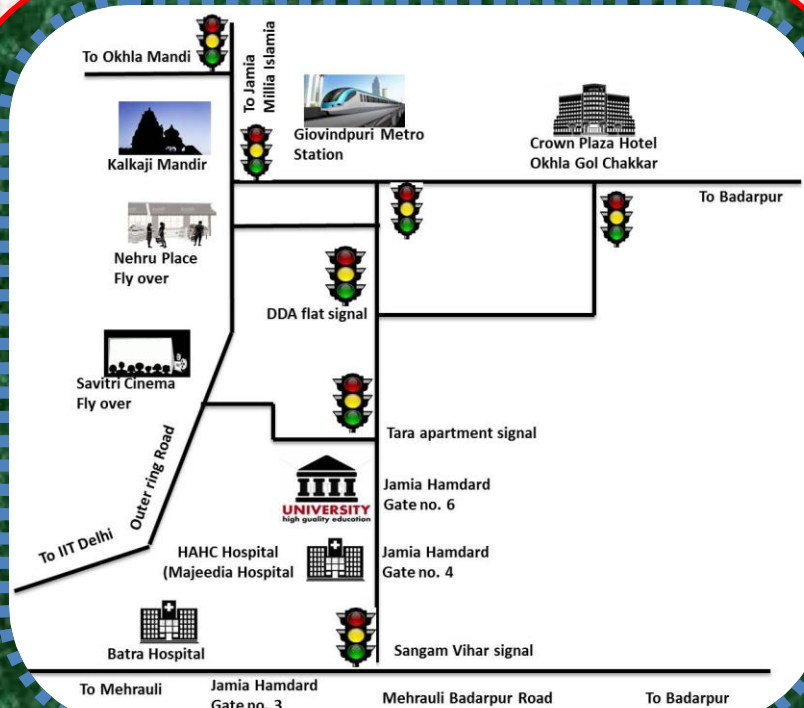 To Okhla Mandi
To Jamia
Millia Islamia
Giovindpuri Metro
Station
Crown Plaza Hotel
Okhla Gol Chakkar
Kalkaji Mandir
To Badarpur
Nehru Place
Fly over
DDA flat signal
Savitri Cinema
Fly over
Tara apartment signal
Outer ring Road
UNIVERSITY
high quality education
Jamia Hamdard
Gate no. 6
To IIT Delhi
HAHC Hospital
(Majeedia Hospital
Jamia Hamdard
Gate no. 4
Batra Hospital
Sangam Vihar signal
To Mehrauli
Jamia Hamdard
Gate no. 3
Mehrauli Badarpur Road
To Badarpur